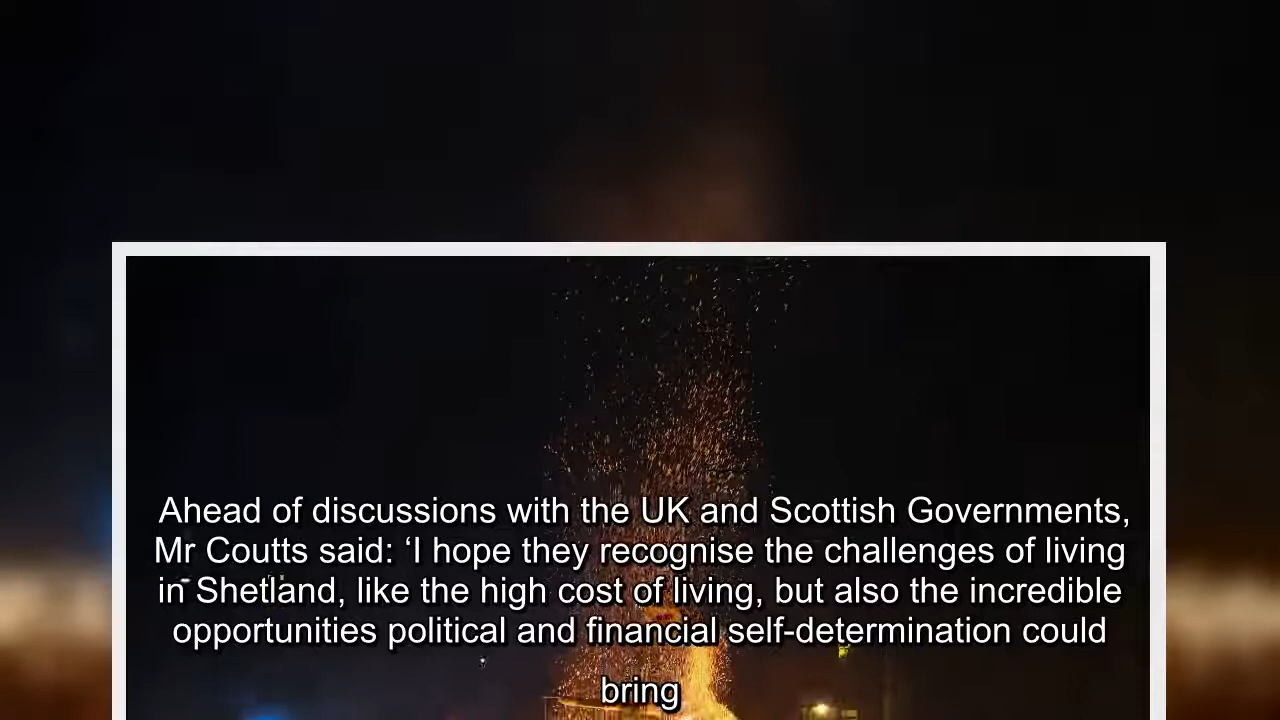 Ahead of discussions with the UK and Scottish Governments,
Mr Coutts said: ‘I hope they recognise the challenges of living
in Shetland, like the high cost of living, but also the incredible
opportunities political and financial self-determination could
bring